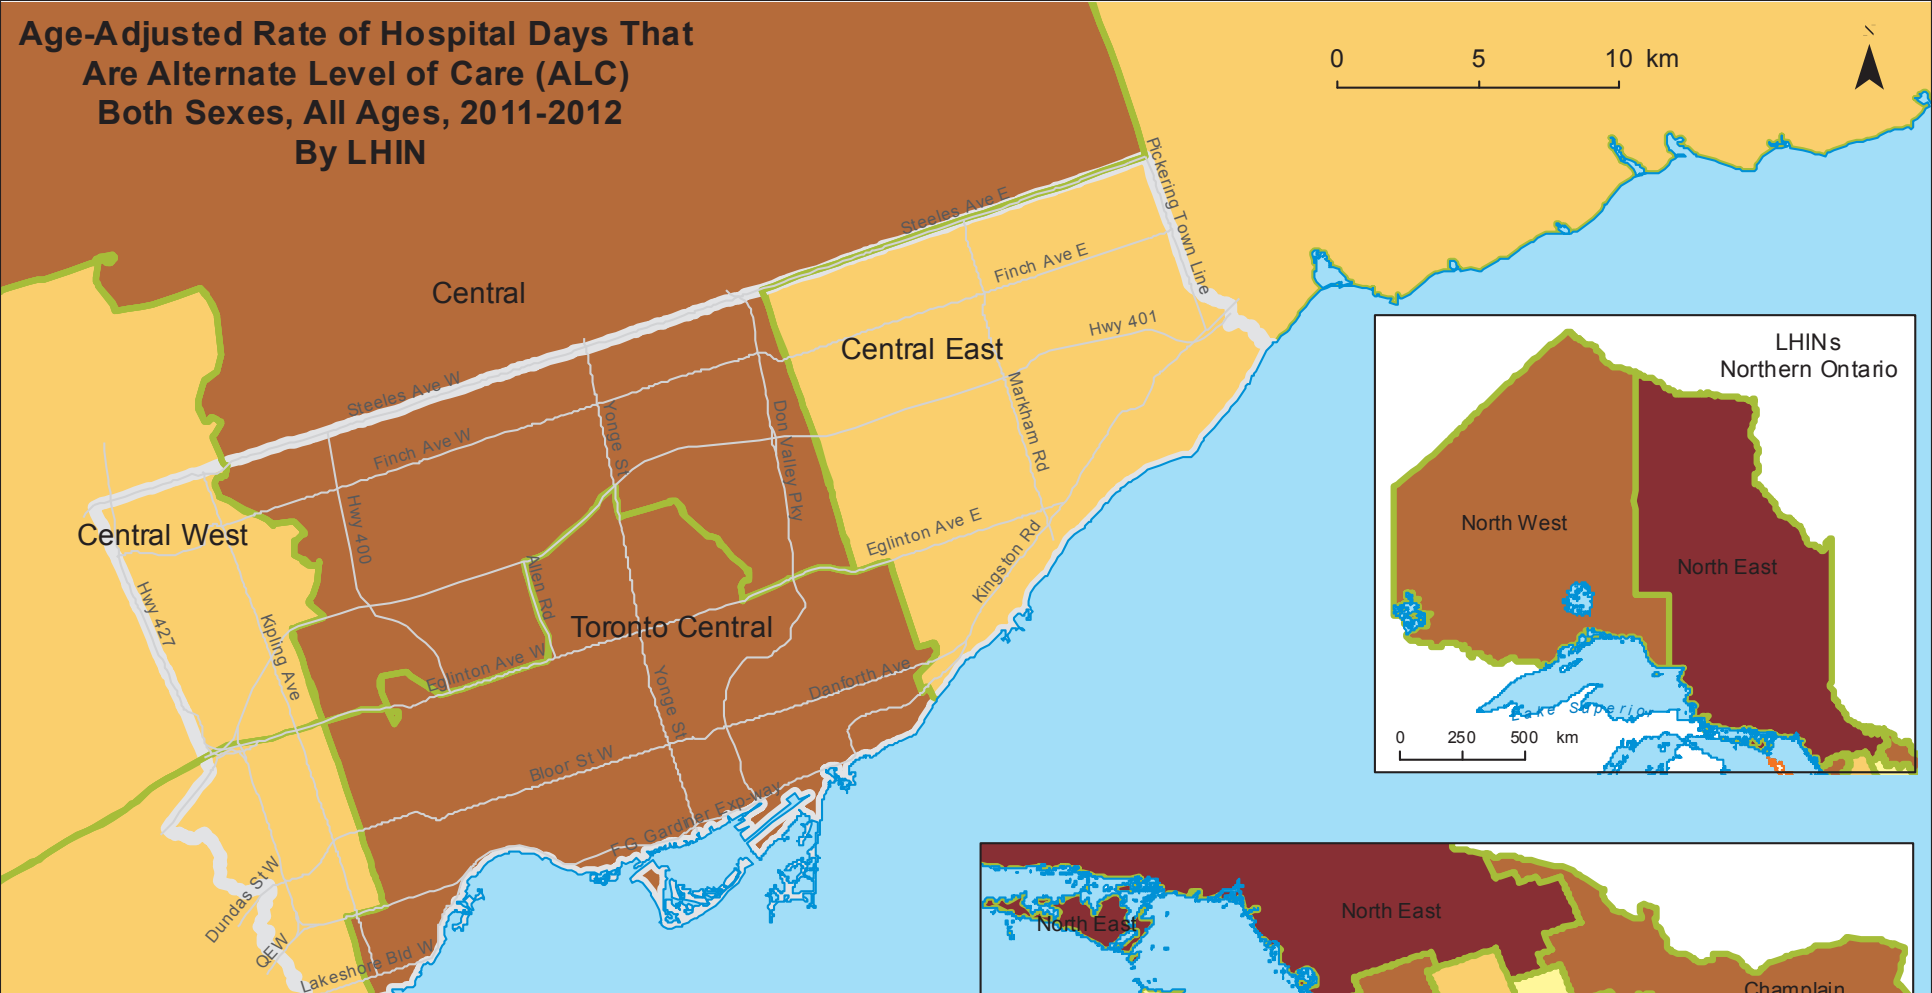 Age-Adjusted Rate of Hospital Days That
Are Alternate Level of Care (ALC)
Both Sexes, All Ages, 2011-2012
By LHIN
0 5 10 km
N
Pickering Town Line
Steeles Ave E
Finch Ave E
Central
Hwy 401
Central East
Steeles Ave W
Markham Rd
Yonge St
Don Valley Pky
Finch Ave W
Hwy 400
Central West
Eglinton Ave E
Kingston Rd
Allen Rd
Hwy 427
Kipling Ave
Toronto Central
Eglinton Ave W
Yonge St
Danforth Ave
Bloor St W
F.G. Gardiner Exp-way
Dundas St W
QEW
Lakeshore Bld W
LHINs
Northern Ontario
North West
North East
Lake Superior
0 250 500 km
North East
North East
Champlain